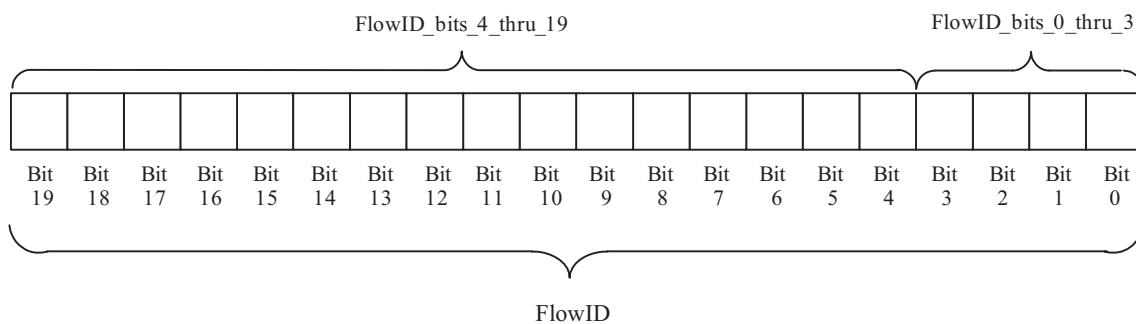 FlowID_bits_4_thru_19 FlowID_bits_0_thru_3
Bit Bit Bit Bit Bit Bit Bit Bit Bit Bit Bit Bit Bit Bit Bit Bit Bit Bit Bit Bit
19 18 17 16 15 14 13 12 11 10 9 8 7 6 5 4 3 2 1 0
FlowID